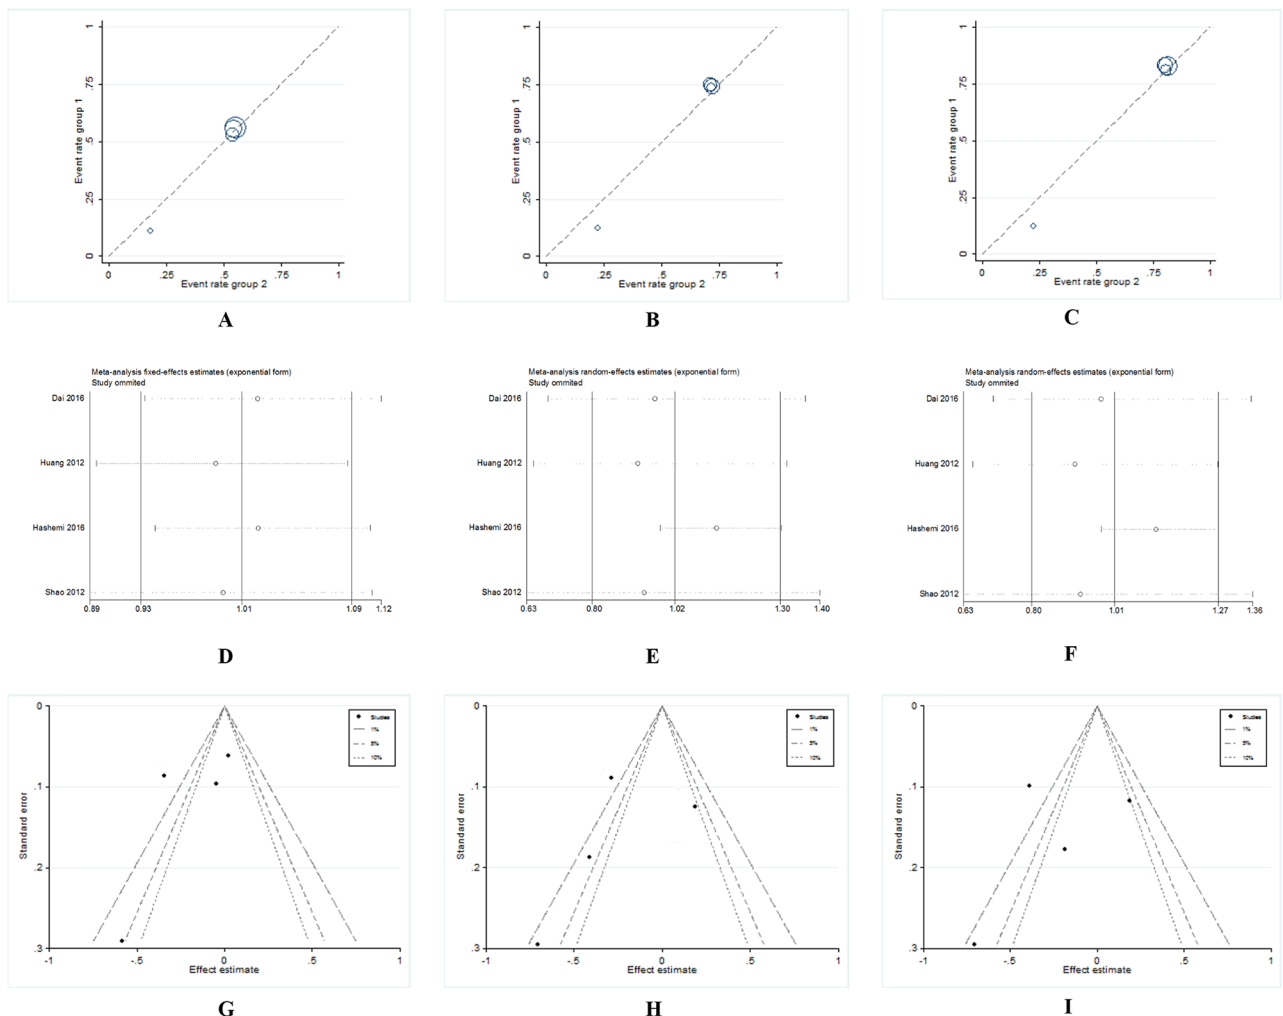 1
.75
.5
.25
0
Event rate group 1
0 .25 .5 .75 1
Event rate group 2
A
1
.75
.5
.25
0
Event rate group 1
0 .25 .5 .75 1
Event rate group 2
B
1
.75
.5
.25
0
Event rate group 1
0 .25 .5 .75 1
Event rate group 2
C
Meta-analysis fixed-effects estimates (exponential form)
Study ommited
Dai 2016
Huang 2012
Hashemi 2016
Shao 2012
0.89 0.93 1.01 1.09 1.12
D
Meta-analysis random-effects estimates (exponential form)
Study ommited
Dai 2016
Huang 2012
Hashemi 2016
Shao 2012
0.63 0.80 1.02 1.30 1.40
E
Meta-analysis random-effects estimates (exponential form)
Study ommited
Dai 2016
Huang 2012
Hashemi 2016
Shao 2012
0.63 0.80 1.01 1.27 1.36
F
0
.1
.2
.3
Standard error
Studies
1%
5%
10%
-1 -.5 0 .5 1
Effect estimate
G
0
.1
.2
.3
Standard error
Studies
1%
5%
10%
-1 -.5 0 .5 1
Effect estimate
H
0
.1
.2
.3
Standard error
Studies
1%
5%
10%
-1 -.5 0 .5 1
Effect estimate
I